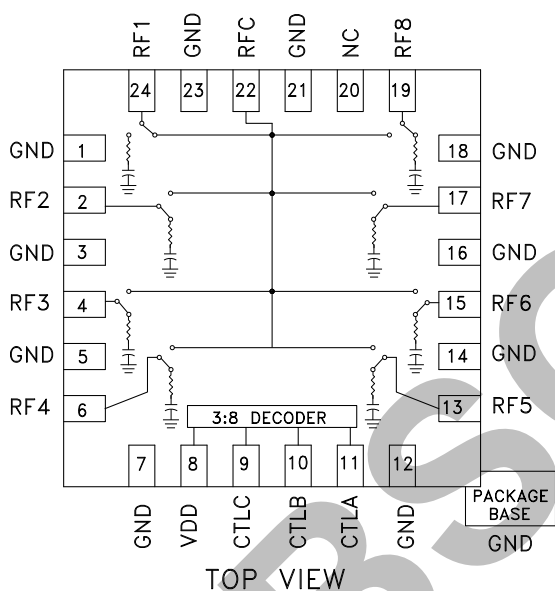 RF1 GND RFC GND NC RF8
24 23 22 21 20 19
GND 1 18 GND
RF2 2 17 RF7
GND 3 16 GND
RF3 4 15 RF6
GND 5 14 GND
RF4 6 13 RF5
3:8 DECODER
7 8 9 10 11 12
GND VDD CTLC CTLB CTLA GND
PACKAGE
BASE
GND
TOP VIEW